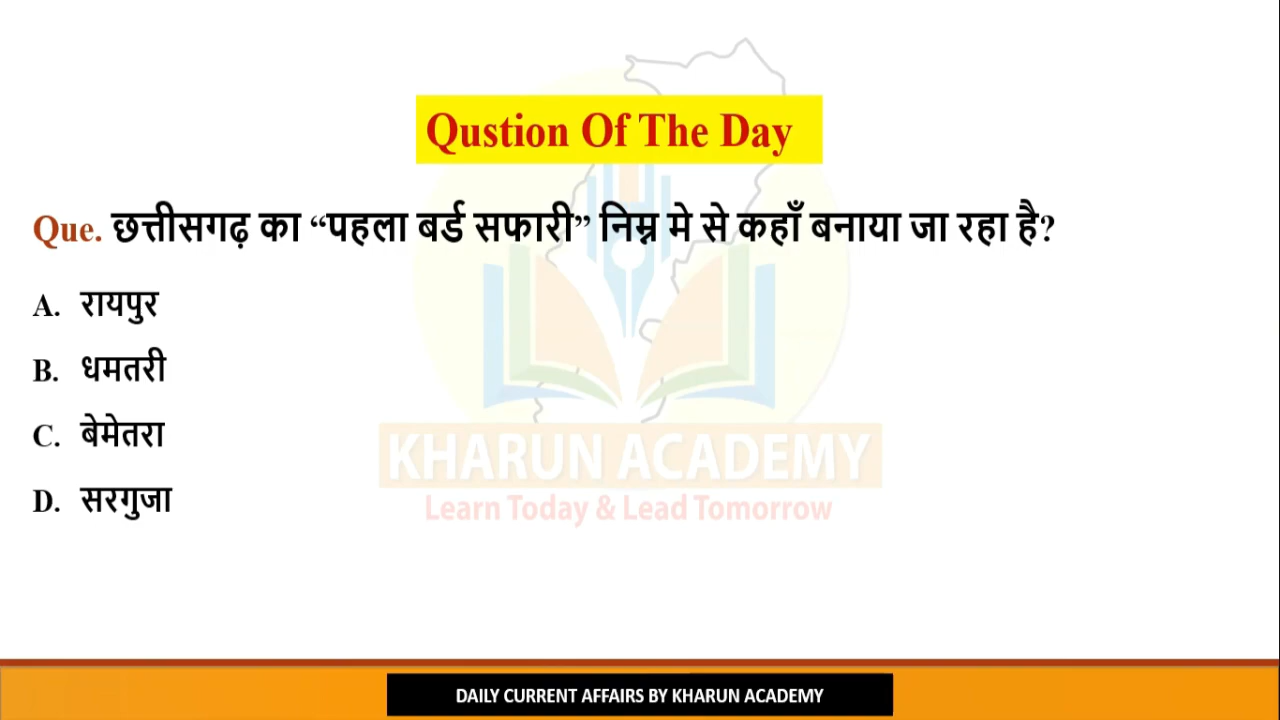 Qustion Of The Day
Que. छत्तीसगढ़ का “पहला बर्ड सफारी” निम्न मे से कहाँ बनाया जा रहा है?
A. रायपुर
B. धमतरी
C. बेमेतरा
D. सरगुजा
KHARUN ACADEMY
Learn Today & Lead Tomorrow
DAILY CURRENT AFFAIRS BY KHARUN ACADEMY